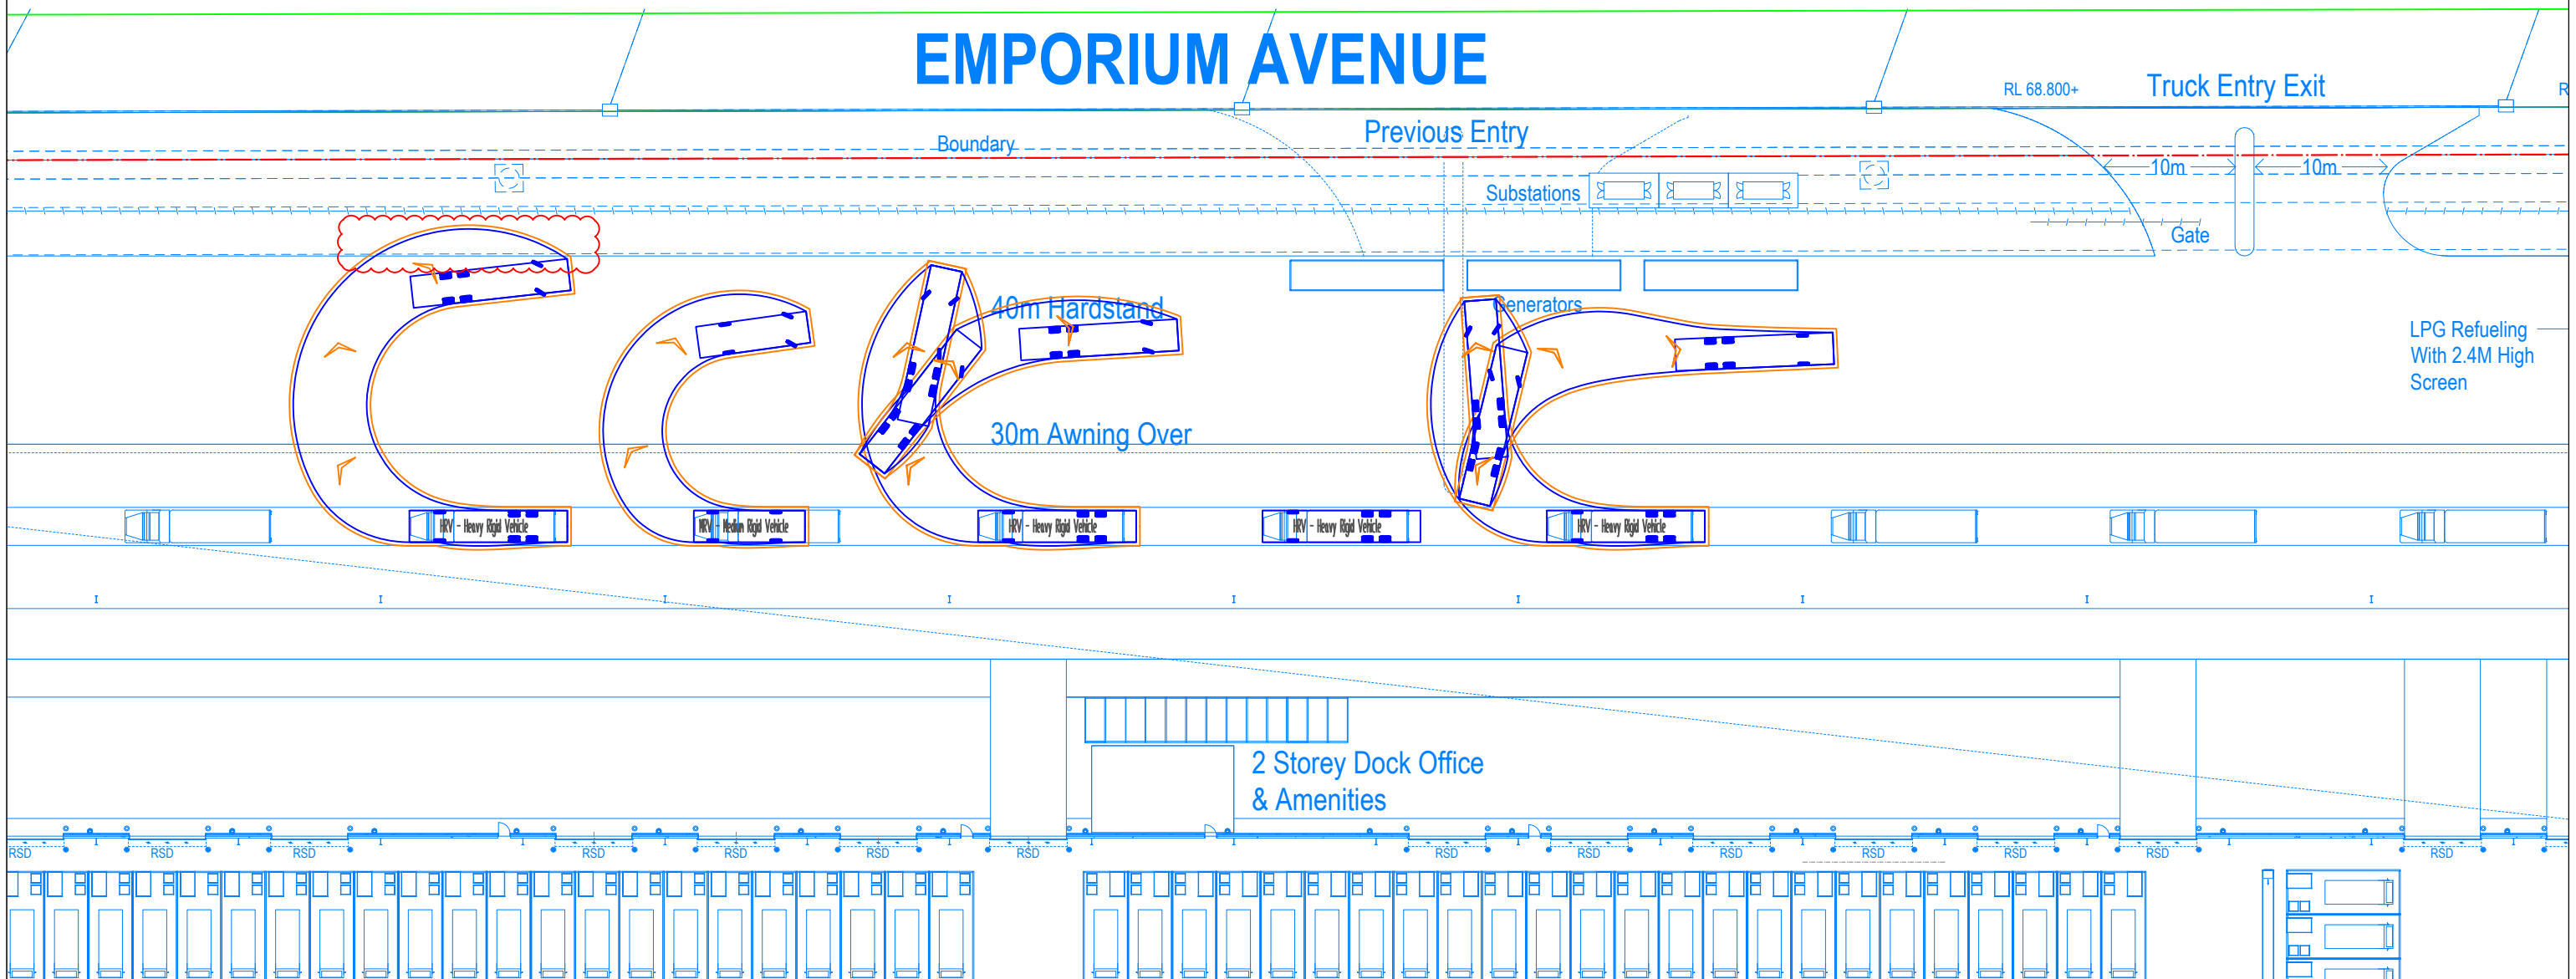 EMPORIUM AVENUE
RL 68.800+
Truck Entry Exit
R
Previous Entry
Boundary
10m
10m
Substations
Gate
40m Hardstand
Generators
LPG Refueling
With 2.4M High
Screen
30m Awning Over
HRV - Heavy Rigid Vehicle
MRV - Medium Rigid Vehicle
HRV - Heavy Rigid Vehicle
HRV - Heavy Rigid Vehicle
HRV - Heavy Rigid Vehicle
I I I I I I I I I
2 Storey Dock Office
& Amenities
RSD RSD RSD RSD RSD RSD RSD RSD RSD RSD RSD RSD RSD RSD